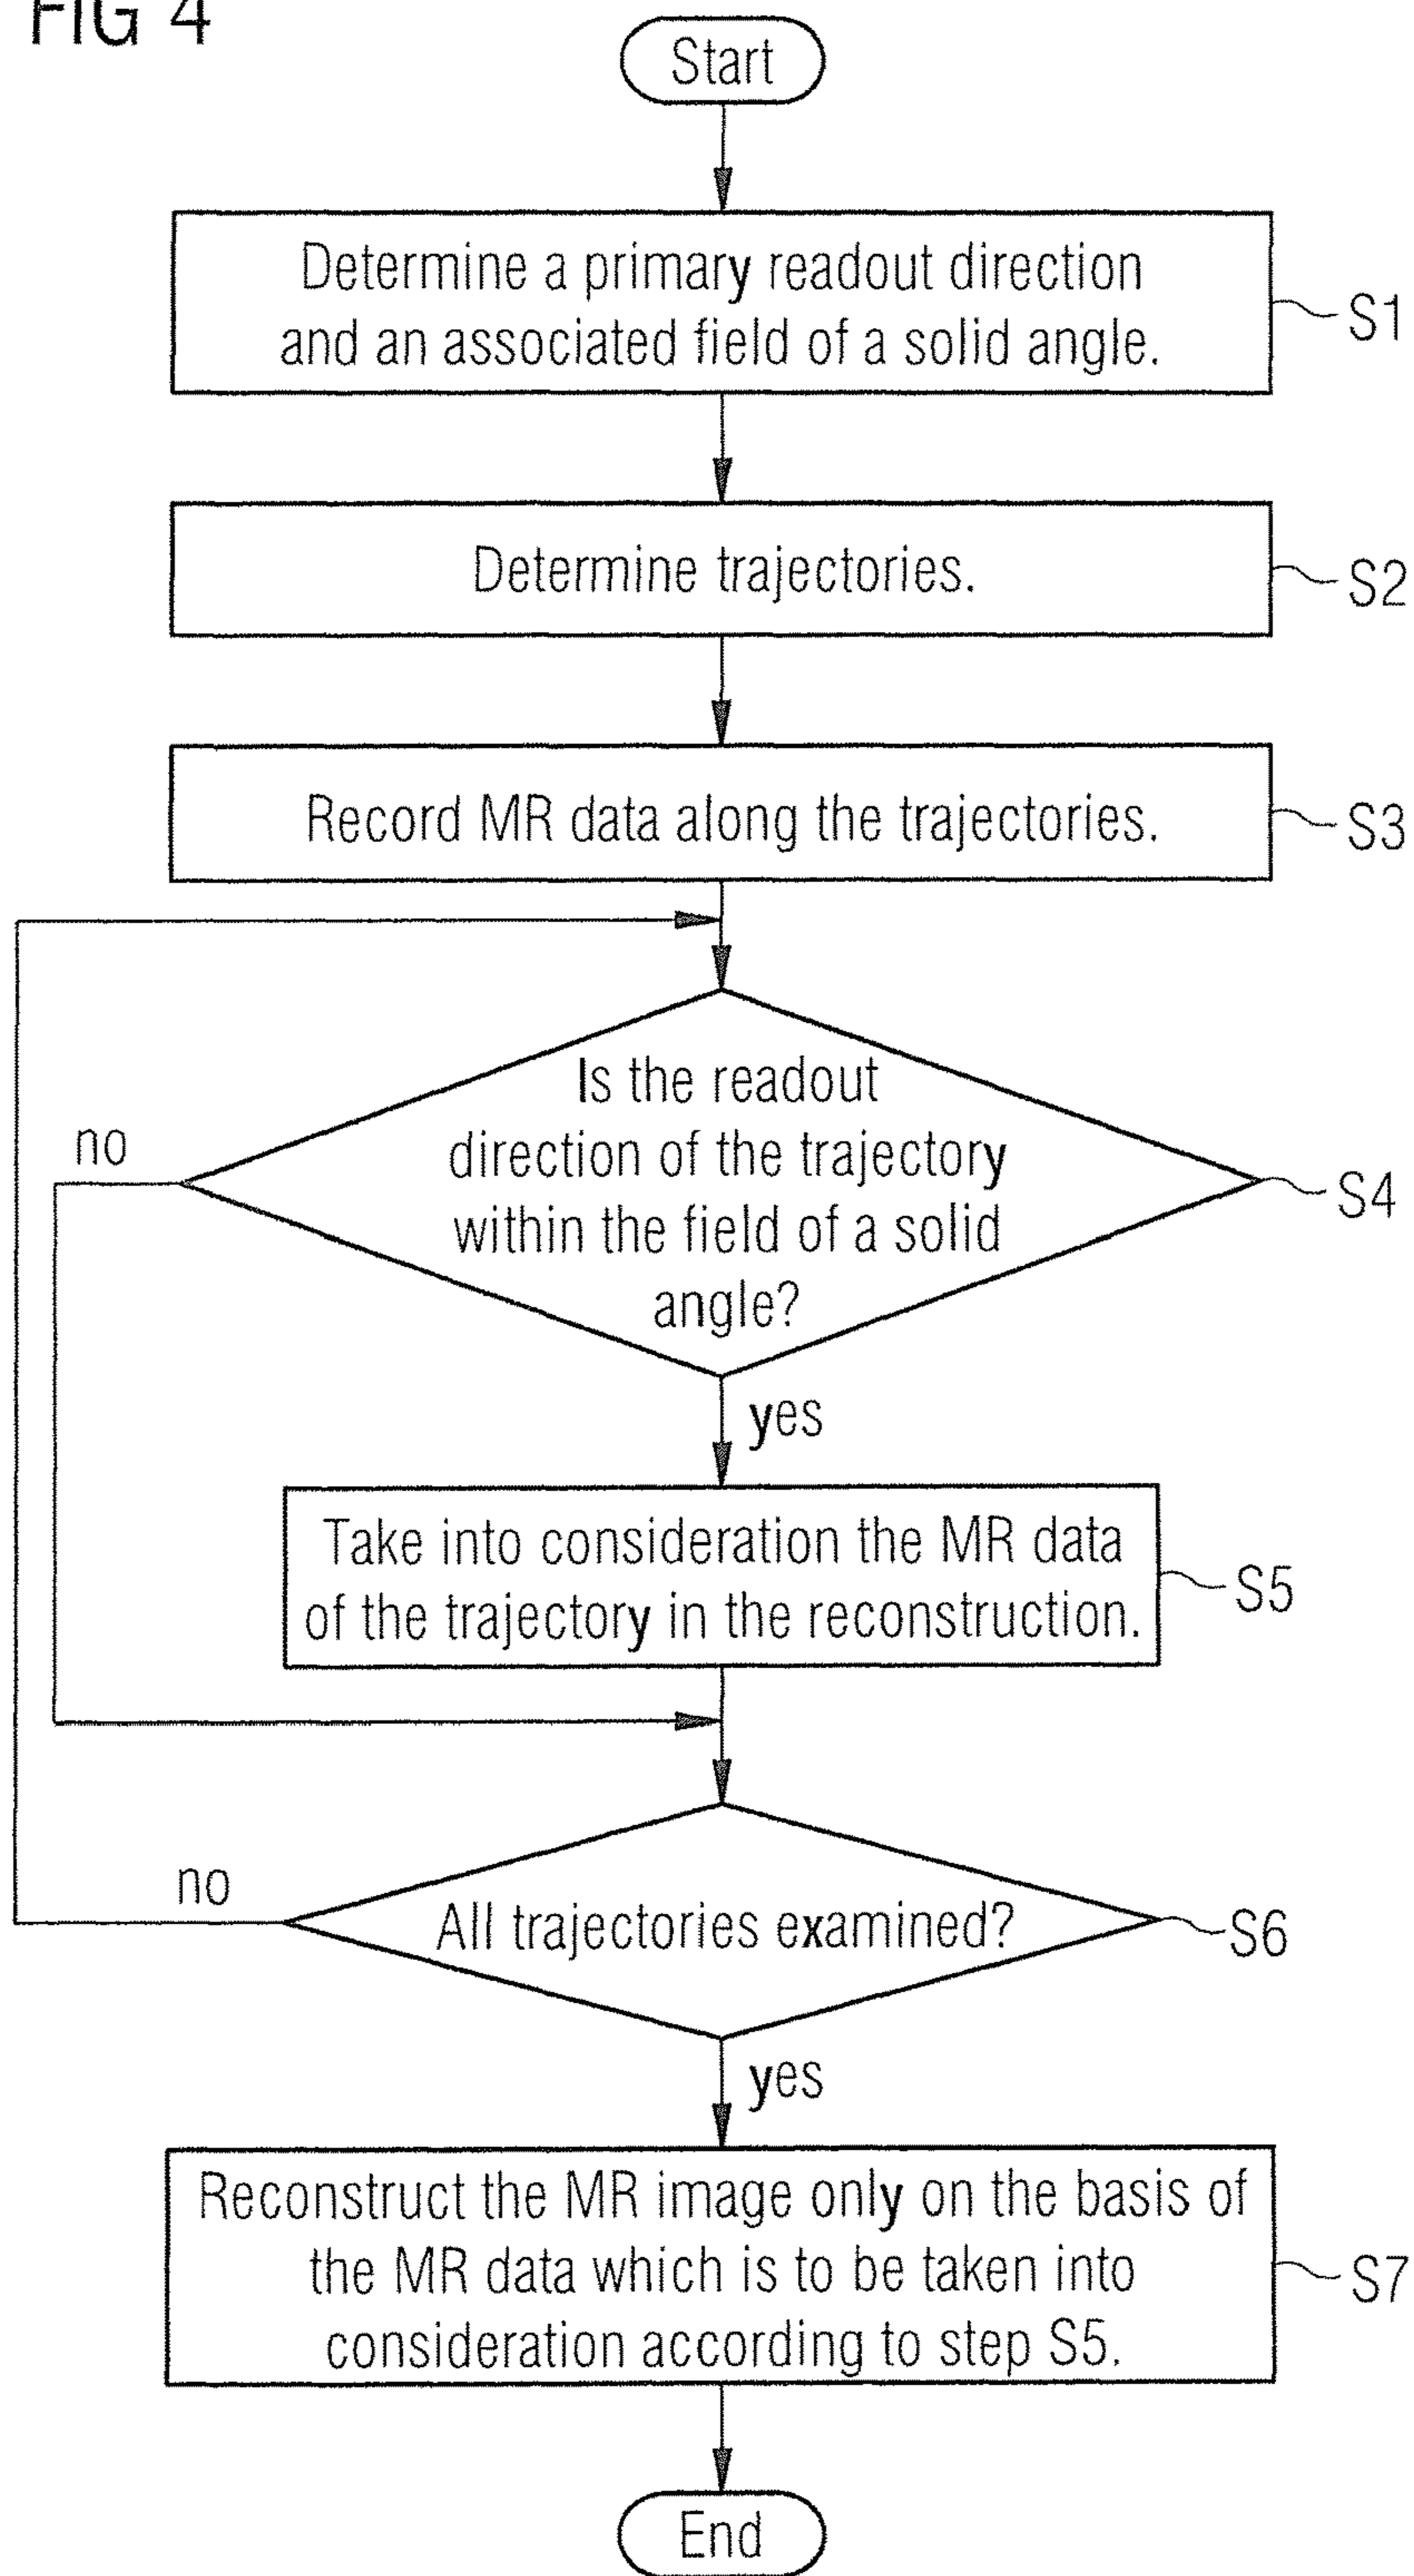 FIG 4
Start
Determine a primary readout direction
and an associated field of a solid angle.
S1
Determine trajectories.
S2
Record MR data along the trajectories.
S3
Is the readout
direction of the trajectory
within the field of a solid
angle?
no
S4
yes
Take into consideration the MR data
of the trajectory in the reconstruction.
S5
no
All trajectories examined?
S6
yes
Reconstruct the MR image only on the basis of
the MR data which is to be taken into
consideration according to step S5.
S7
End